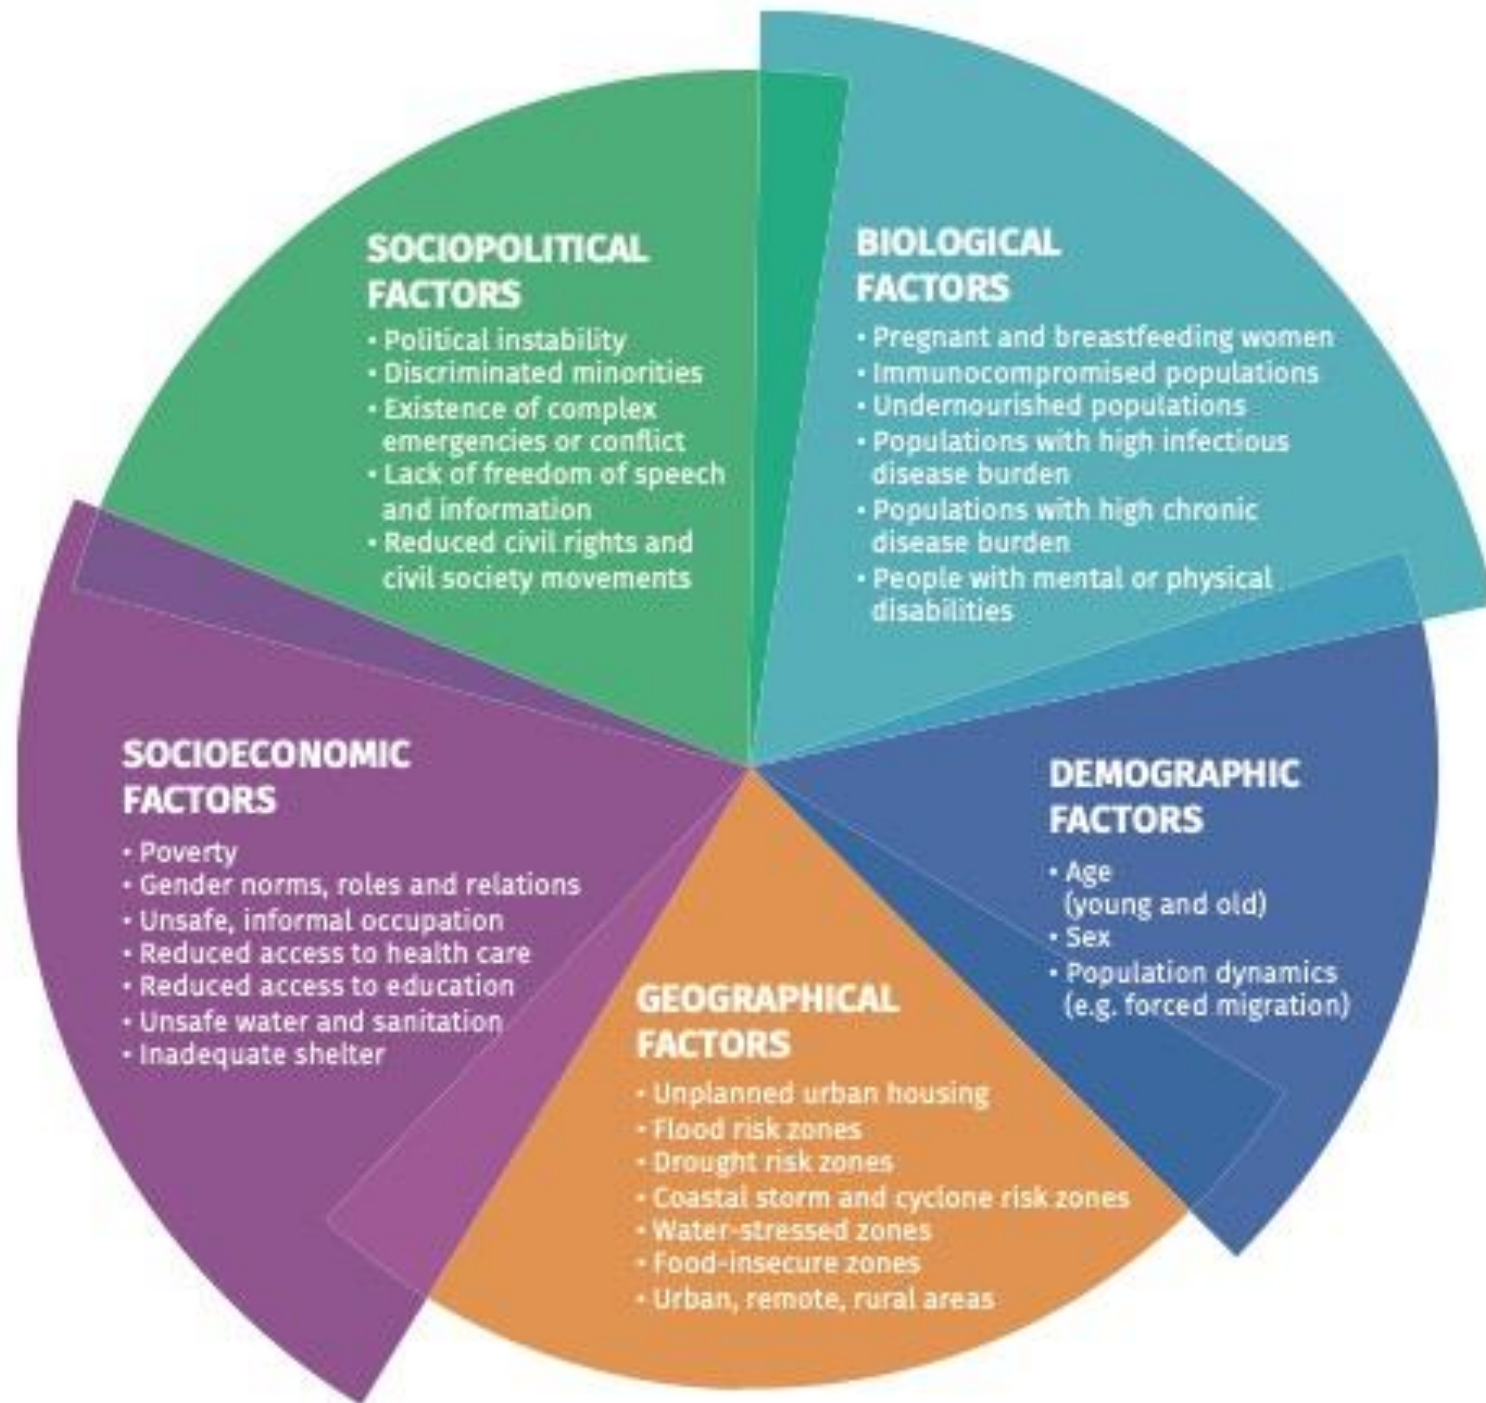 SOCIOPOLITICAL
FACTORS
• Political instability
• Discriminated minorities
• Existence of complex
emergencies or conflict
• Lack of freedom of speech
and information
• Reduced civil rights and
civil society movements
BIOLOGICAL
FACTORS
• Pregnant and breastfeeding women
• Immunocompromised populations
• Undernourished populations
• Populations with high infectious
disease burden
• Populations with high chronic
disease burden
• People with mental or physical
disabilities
SOCIOECONOMIC
FACTORS
• Poverty
• Gender norms, roles and relations
• Unsafe, informal occupation
• Reduced access to health care
• Reduced access to education
• Unsafe water and sanitation
• Inadequate shelter
DEMOGRAPHIC
FACTORS
• Age
(young and old)
• Sex
• Population dynamics
(e.g. forced migration)
GEOGRAPHICAL
FACTORS
• Unplanned urban housing
• Flood risk zones
• Drought risk zones
• Coastal storm and cyclone risk zones
• Water-stressed zones
• Food-insecure zones
• Urban, remote, rural areas